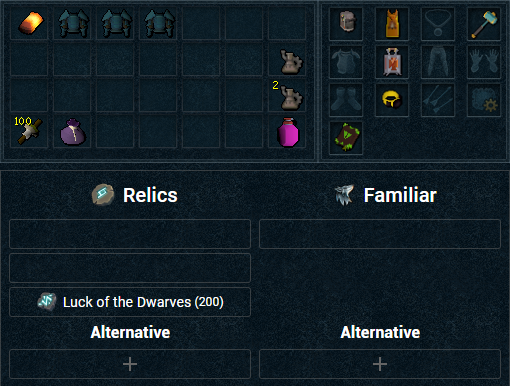 2
100
Relics
Familiar
Luck of the Dwarves (200)
Alternative
Alternative